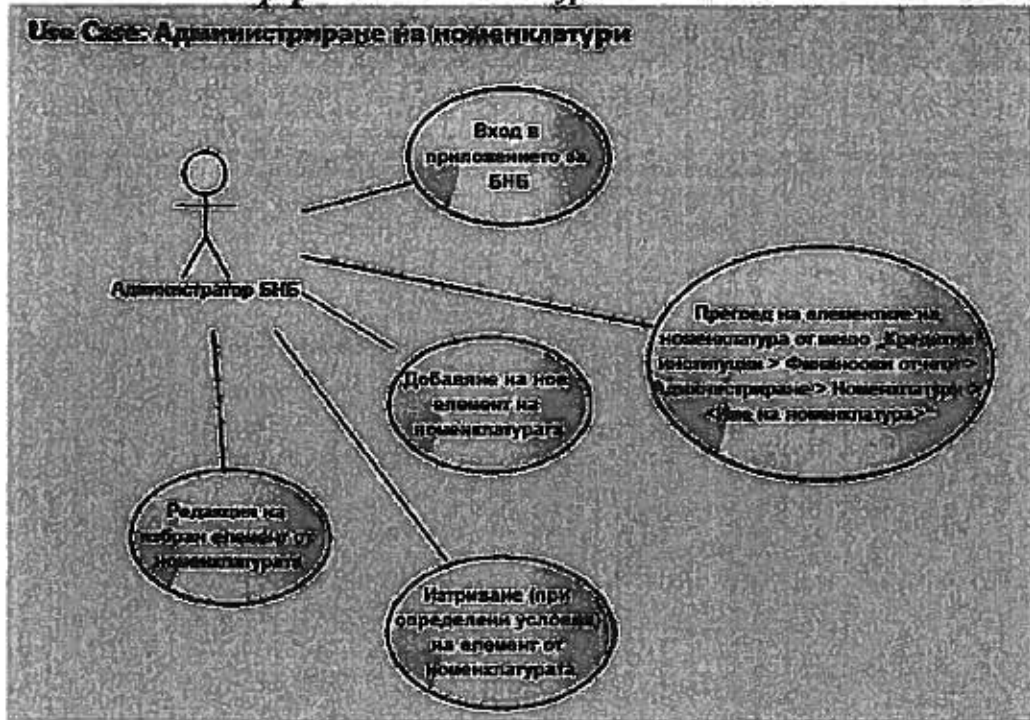 Use Case: Администриране на номенклатури
Вход в
приложението за
БНБ
Администратор БНБ
Преглед на елементите на
номенклатура от меню „Кредитни
институции > Финансови отчети >
Администриране > Номенклатури >
<Име на номенклатура>"
Добавяне на нов
елемент на
номенклатурата
Редакция на
избран елемент от
номенклатурата
Изтриване (при
определени условия)
на елемент от
номенклатурата